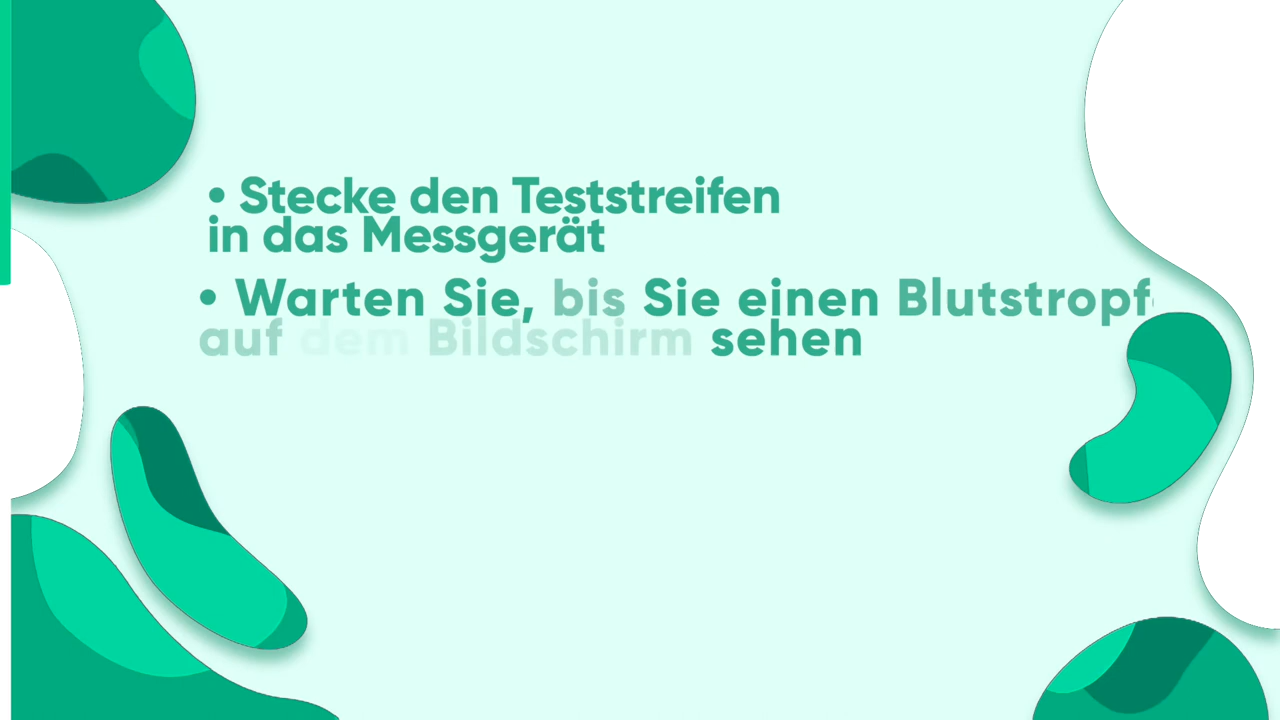 • Stecke den Teststreifen
in das Messgerät
• Warten Sie, bis Sie einen Blutstropf
auf dem Bildschirm sehen